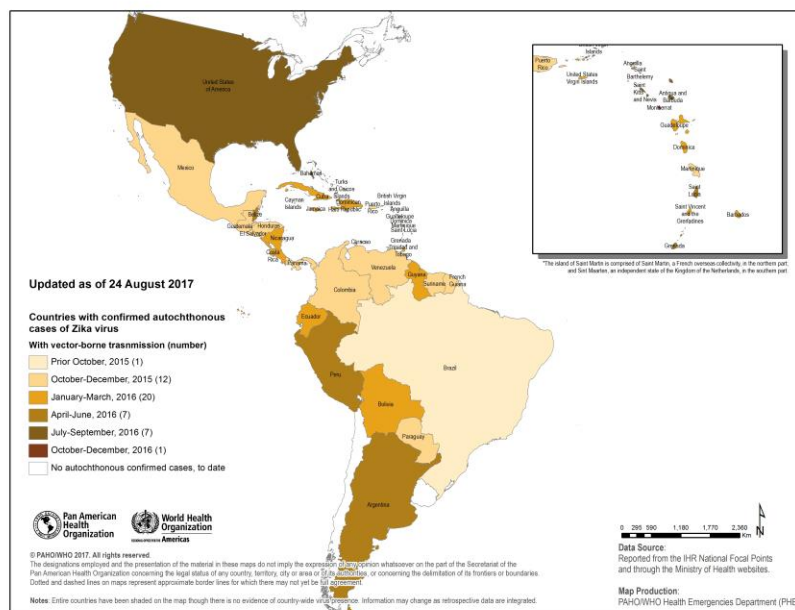 United States
of America
Mexico
Bahamas
Turks
and Caicos
Islands
Cuba
Dominican
Republic
Cayman
Islands
Jamaica
Puerto
Rico
British Virgin
Islands
Anguilla
Guadeloupe
Dominica
Martinique
Saint Lucia
Belize
Guatemala
Honduras
El Salvador
Nicaragua
Costa
Rica
Panama
Curacao
Grenada
Trinidad and
Tobago
Venezuela
Guyana
Suriname
French
Guiana
Colombia
Ecuador
Peru
Brazil
Bolivia
Paraguay
Argentina
Puerto
Rico
United States
Virgin Islands
Anguilla
Saint
Barthelemy
Saint
Kitts
and Nevis
Antigua and
Barbuda
Montserrat
Guadeloupe
Dominica
Martinique
Saint
Lucia
Saint Vincent
and the
Grenadines
Barbados
Grenada
*The island of Saint Martin is comprised of Saint Martin, a French overseas collectivity, in the northern part;
and Sint Maarten, an independent state of the Kingdom of the Netherlands, in the southern part.
Updated as of 24 August 2017
Countries with confirmed autochthonous
cases of Zika virus
With vector-borne trasnmission (number)
Prior October, 2015 (1)
October-December, 2015 (12)
January-March, 2016 (20)
April-June, 2016 (7)
July-September, 2016 (7)
October-December, 2016 (1)
No autochthonous confirmed cases, to date
Pan American
Health
Organization
World Health
Organization
Americas
© PAHO/WHO 2017. All rights reserved.
The designations employed and the presentation of the material in these maps do not imply the expression of any opinion whatsoever on the part of the Secretariat of the
Pan American Health Organization concerning the legal status of any country, territory, city or area or of its authorities, or concerning the delimitation of its frontiers or boundaries.
Dotted and dashed lines on maps represent approximate border lines for which there may not yet be full agreement.
Notes: Entire countries have been shaded on the map though there is no evidence of country-wide virus presence. Information may change as retrospective data are integrated.
N
0 295 590 1,180 1,770 2,360
Km
Data Source:
Reported from the IHR National Focal Points
and through the Ministry of Health websites.
Map Production:
PAHO/WHO Health Emergencies Department (PHE